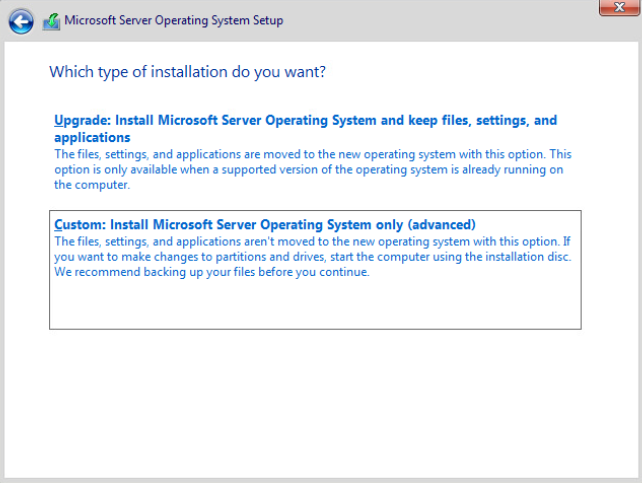 Microsoft Server Operating System Setup
Which type of installation do you want?
Upgrade: Install Microsoft Server Operating System and keep files, settings, and
applications
The files, settings, and applications are moved to the new operating system with this option. This
option is only available when a supported version of the operating system is already running on
the computer.
Custom: Install Microsoft Server Operating System only (advanced)
The files, settings, and applications aren't moved to the new operating system with this option. If
you want to make changes to partitions and drives, start the computer using the installation disc.
We recommend backing up your files before you continue.